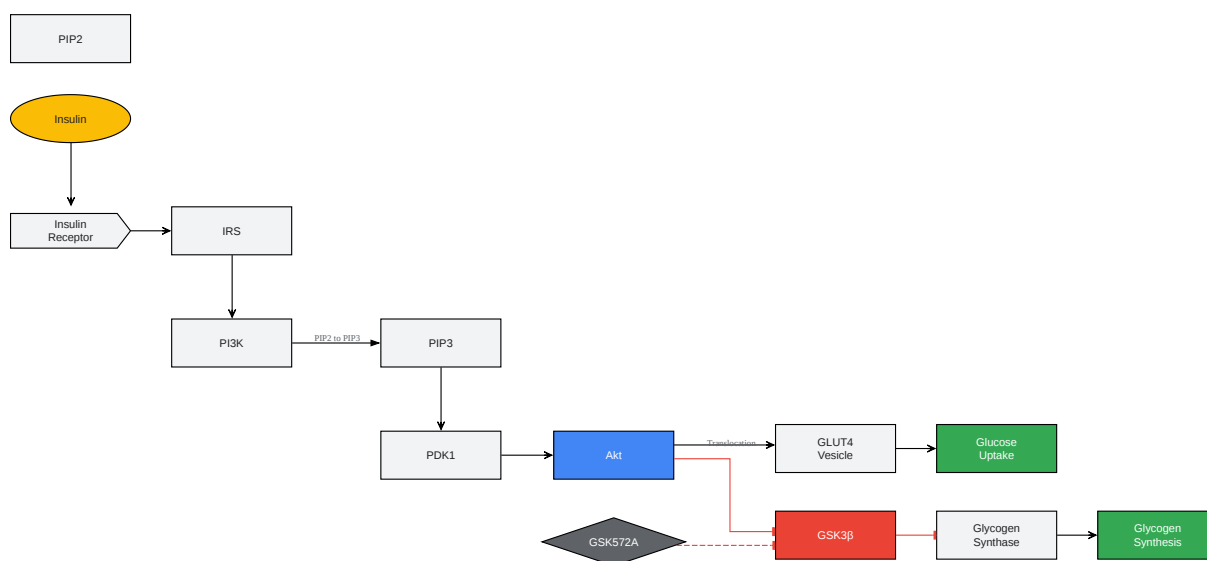 PIP2
Insulin
Insulin
Receptor
IRS
PI3K
PIP2 to PIP3
PIP3
PDK1
Akt
Translocation
GLUT4
Vesicle
Glucose
Uptake
GSK572A
GSK3β
Glycogen
Synthase
Glycogen
Synthesis